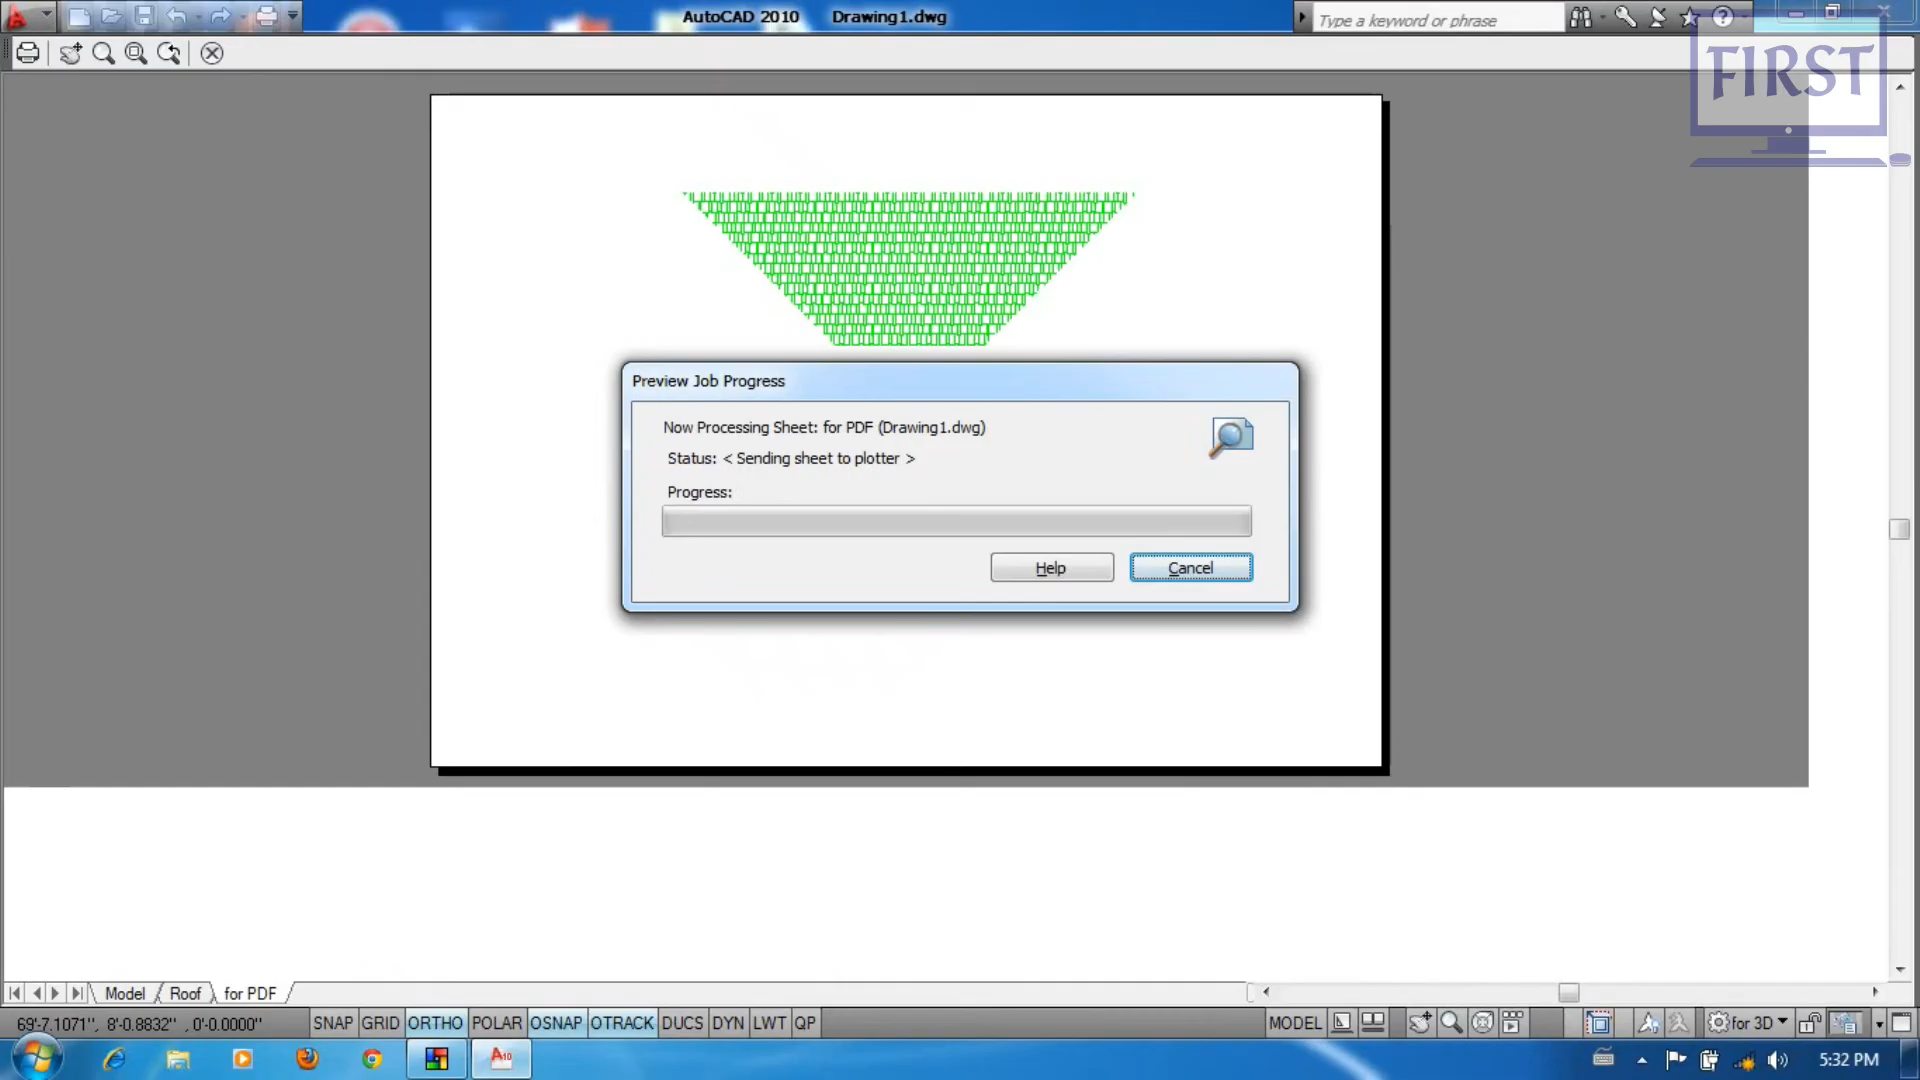 AutoCAD 2010 Drawing1.dwg
Type a keyword or phrase
FIRST
Preview Job Progress
Now Processing Sheet: for PDF (Drawing1.dwg)
Status: < Sending sheet to plotter >
Progress:
Help Cancel
Model Roof for PDF
69'-7.1071", 8'-0.8832" , 0'-0.0000" SNAP GRID ORTHO POLAR OSNAP OTRACK DUCS DYN LWT QP MODEL for 3D
A10 5:32 PM